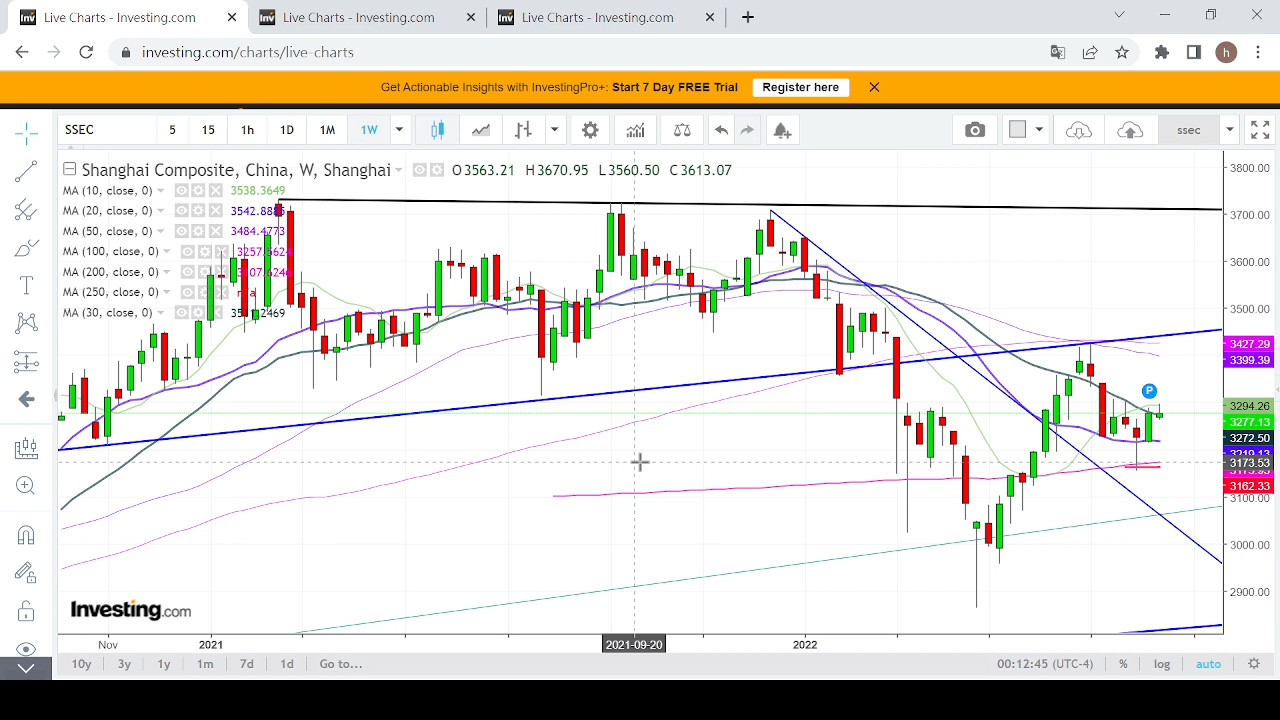 Live Charts - Investing.com
Live Charts - Investing.com
Live Charts - Investing.com
investing.com/charts/live-charts
h
Get Actionable Insights with InvestingPro+: Start 7 Day FREE Trial
Register here
SSEC 5 15 1h 1D 1M 1W
ssec
Shanghai Composite, China, W, Shanghai O3563.21 H3670.95 L3560.50 C3613.07
MA (10, close, 0) 3538.3649
MA (20, close, 0)
MA (50, close, 0) 3484.4773
MA (100, close, 0)
MA (200, close, 0)
MA (250, close, 0)
MA (30, close, 0)
3800.00
3700.00
3600.00
3500.00
3427.29
3399.39
3294.26
3277.13
3272.50
3173.53
3162.33
3100.00
3000.00
2900.00
P
Investing.com
Nov 2021 2021-09-20 2022
10y 3y 1y 1m 7d 1d Go to... 00:12:45 (UTC-4) % log auto